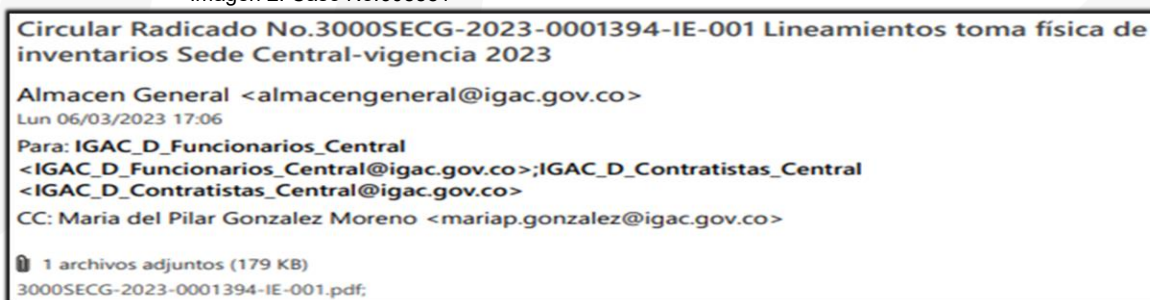 Circular Radicado No.3000SECG-2023-0001394-IE-001 Lineamientos toma física de
inventarios Sede Central-vigencia 2023
Almacen General <almacengeneral@igac.gov.co>
Lun 06/03/2023 17:06
Para: IGAC_D_Funcionarios_Central
<IGAC_D_Funcionarios_Central@igac.gov.co>;IGAC_D_Contratistas_Central
<IGAC_D_Contratistas_Central@igac.gov.co>
CC: Maria del Pilar Gonzalez Moreno <mariap.gonzalez@igac.gov.co>
1 archivos adjuntos (179 KB)
3000SECG-2023-0001394-IE-001.pdf;